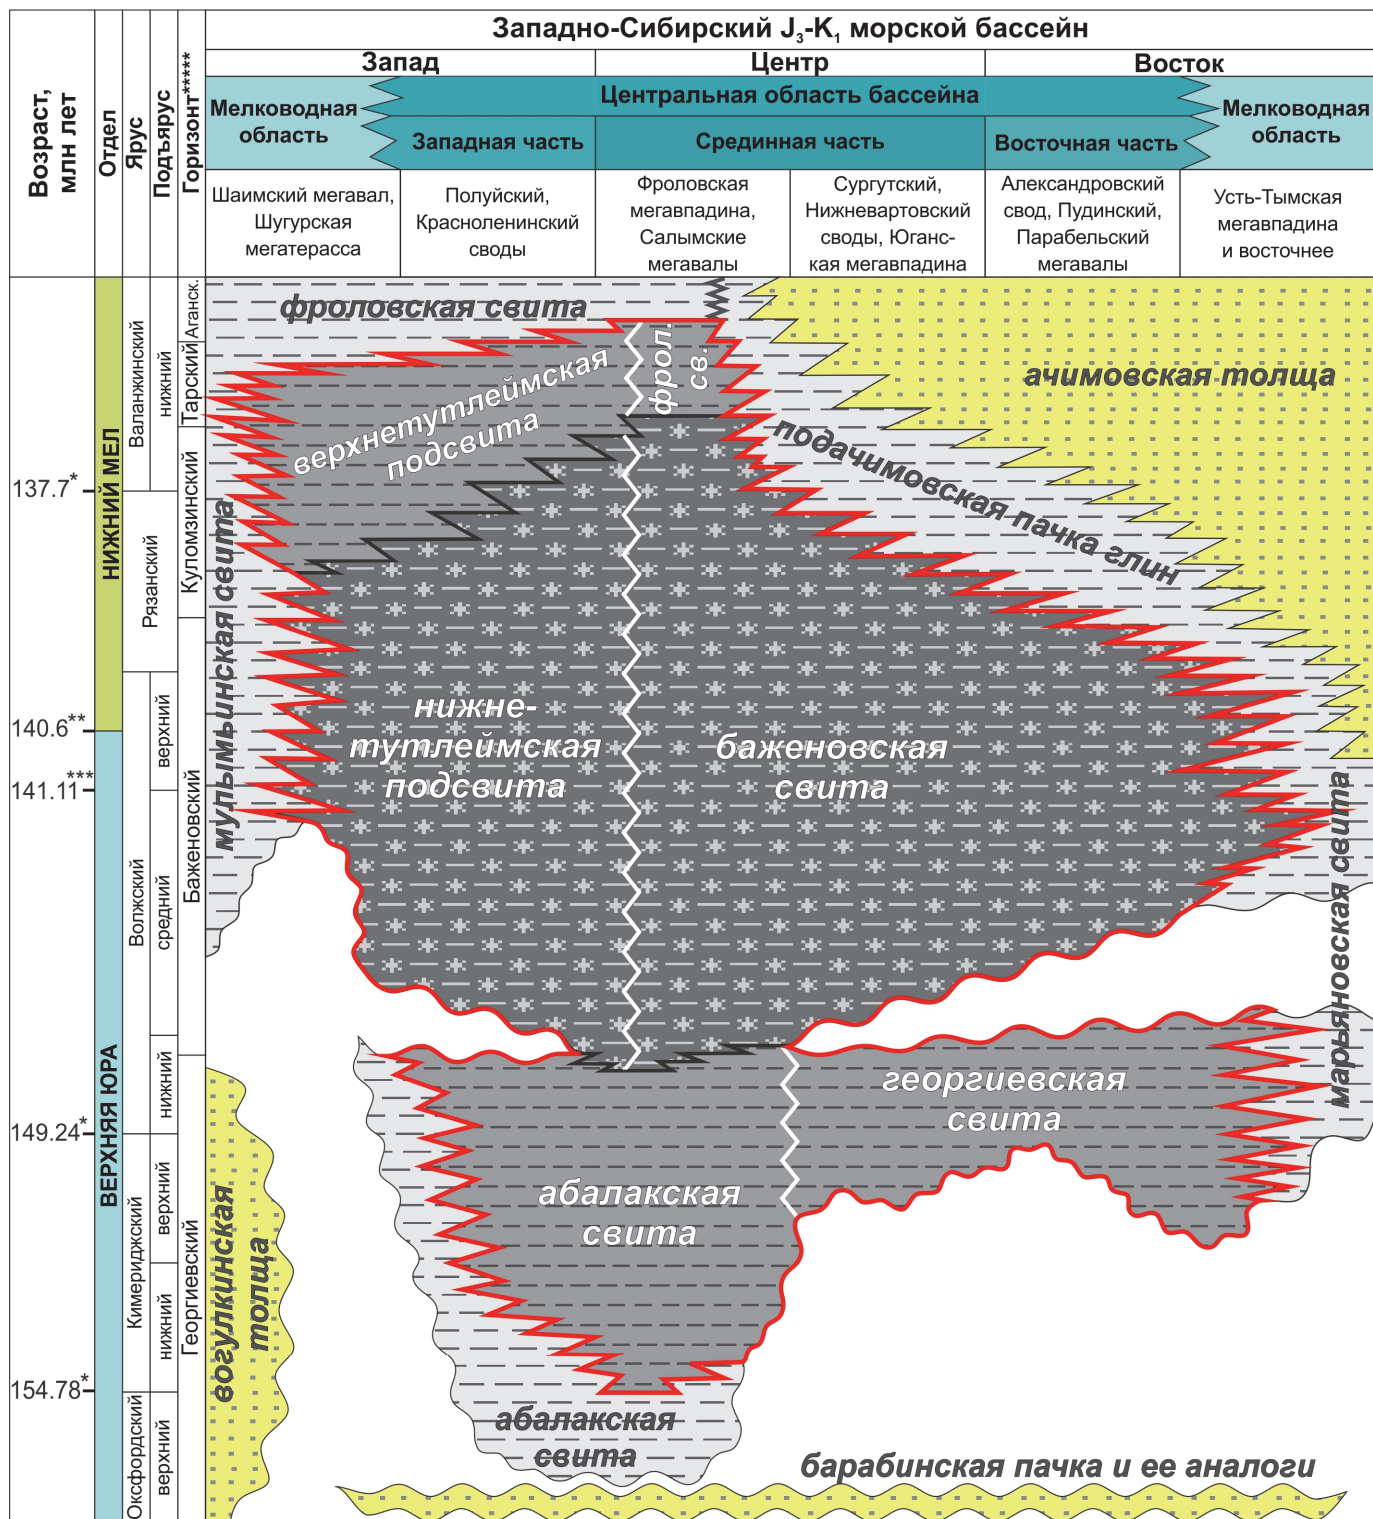 Западно-Сибирский J3-K1 морской бассейн
Возраст,
млн лет
Отдел
Ярус
Подъярус
Горизонт*****
Запад
Центр
Восток
Мелководная
область
Центральная область бассейна
Мелководная
область
Западная часть
Срединная часть
Восточная часть
Шаимский мегавал,
Шугурская
мегатерасса
Полуйский,
Красноленинский
своды
Фроловская
мегавпадина,
Салымские
мегавалы
Сургутский,
Нижневартовский
своды, Юганс-
кая мегавпадина
Александровский
свод, Пудинский,
Парабельский
мегавалы
Усть-Тымская
мегавпадина
и восточнее
137.7*
140.6**
141.11***
149.24*
154.78*
НИЖНИЙ МЕЛ
ВЕРХНЯЯ ЮРА
Валанжинский
Рязанский
Волжский
Кимериджский
Оксфордский
нижний
верхний
средний
нижний
верхний
нижний
верхний
Аганск.
Тарский
Куломзинский
Баженовский
Георгиевский
фроловская свита
фрол.
св.
ачимовская толща
верхнетутлеймская
подсвита
подачимовская пачка глин
мулымьинская свита
нижне-
тутлеймская
подсвита
баженовская
свита
марьяновская свита
георгиевская
свита
абалакская
свита
вогулкинская
толща
абалакская
свита
барабинская пачка и ее аналоги